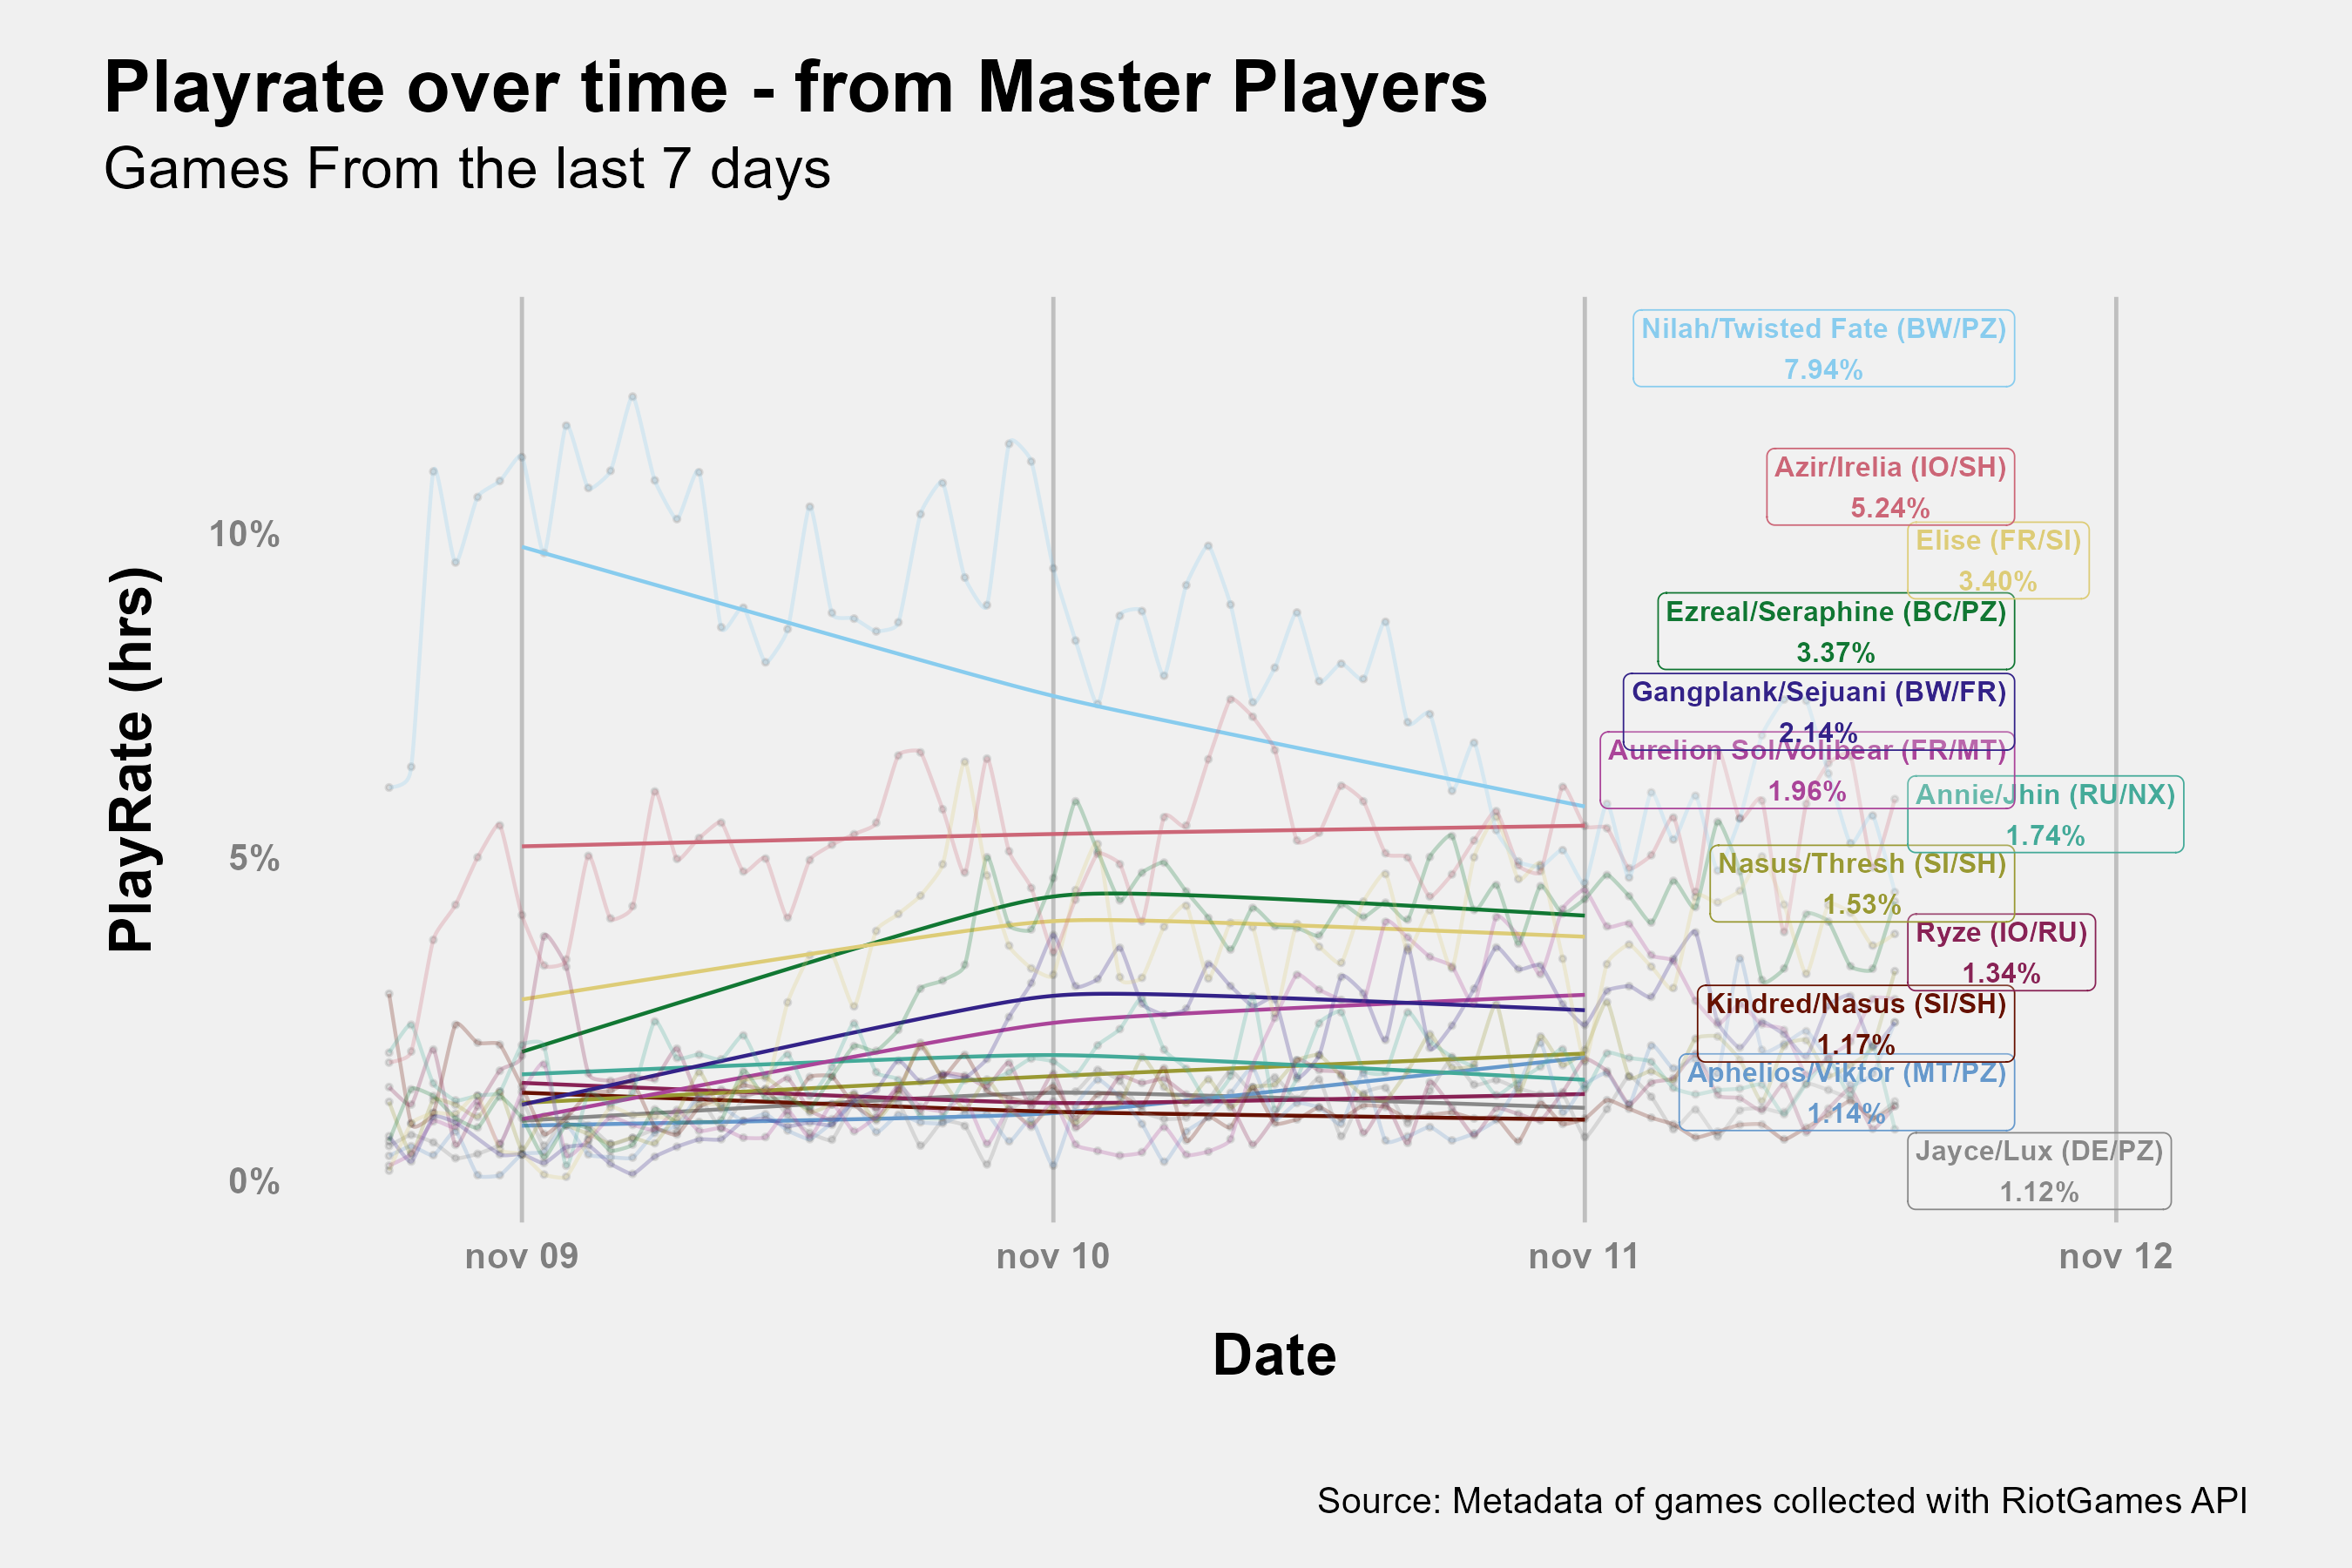 Playrate over time - from Master Players
Games From the last 7 days
PlayRate (hrs)
10%
5%
0%
Nilah/Twisted Fate (BW/PZ)
7.94%
Azir/Irelia (IO/SH)
5.24%
Elise (FR/SI)
3.40%
Ezreal/Seraphine (BC/PZ)
3.37%
Gangplank/Sejuani (BW/FR)
2.14%
Aurelion Sol/Volibear (FR/MT)
1.96%
Annie/Jhin (RU/NX)
1.74%
Nasus/Thresh (SI/SH)
1.53%
Ryze (IO/RU)
1.34%
Kindred/Nasus (SI/SH)
1.17%
Aphelios/Viktor (MT/PZ)
1.14%
Jayce/Lux (DE/PZ)
1.12%
nov 09
nov 10
nov 11
nov 12
Date
Source: Metadata of games collected with RiotGames API